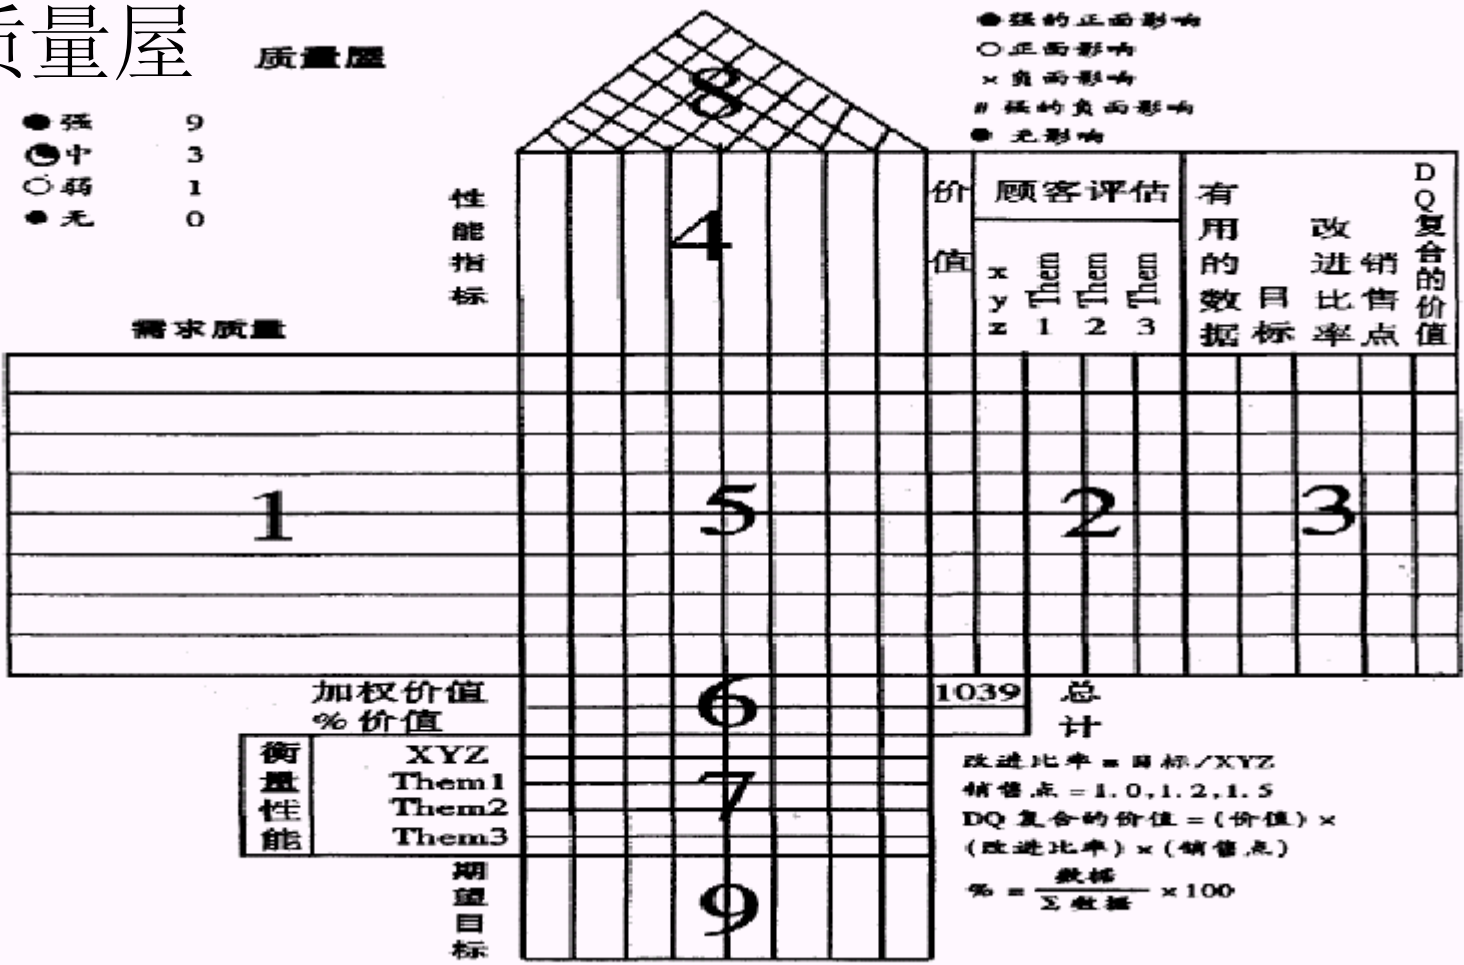 质量屋
质量屋
● 强 9
中 3
○ 弱 1
● 无 0
● 强的正面影响
○ 正面影响
× 负面影响
# 强的负面影响
● 无影响
8
性能指标
4
价值
顾客评估
xyz
Them 1
Them 2
Them 3
有用的数据
目标
改进比率
销售点
DQ复合的价值
需求质量
1
5
2
3
加权价值
% 价值
6
1039
总计
衡量性能
XYZ
Them1
Them2
Them3
7
期望目标
9
改进比率 = 目标/XYZ
销售点 = 1.0, 1.2, 1.5
DQ 复合的价值 = (价值) ×
(改进比率) × (销售点)
% = 数据/Σ数据 × 100